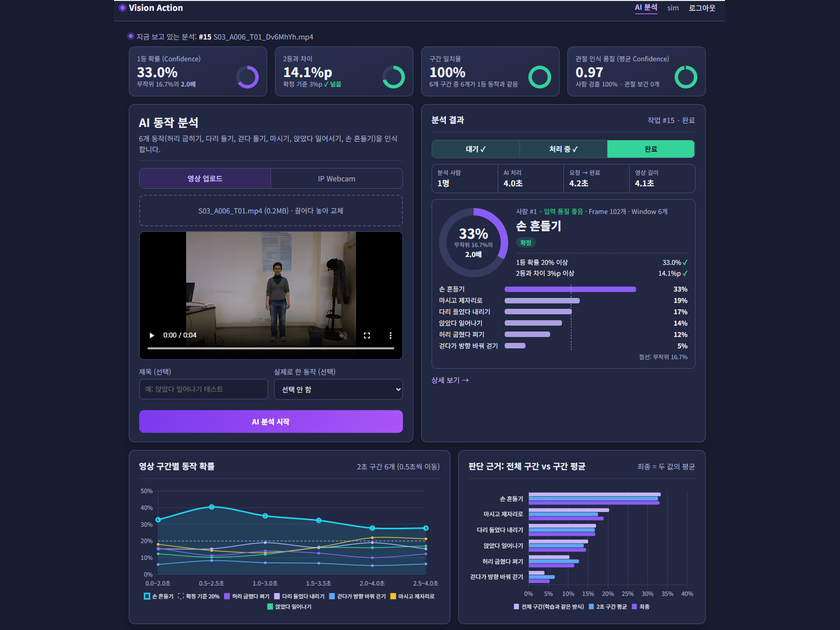 Vision Action
AI 분석
sim
로그아웃
지금 보고 있는 분석: #15 S03_A006_T01_Dv6MhYh.mp4
1등 확률 (Confidence)
33.0%
무작위 16.7%의 2.0배
2등과 차이
14.1%p
확정 기준 3%p ✓ 넘음
구간 일치율
100%
6개 구간 중 6개가 1등 동작과 같음
관절 인식 품질 (평균 Confidence)
0.97
사람 검출 100% · 관절 보간 0개
AI 동작 분석
6개 동작(허리 굽히기, 다리 들기, 걷다 돌기, 마시기, 앉았다 일어서기, 손 흔들기)을 인식
합니다.
영상 업로드
IP Webcam
S03_A006_T01.mp4 (0.2MB) · 끌어다 놓아 교체
0:00 / 0:04
제목 (선택)
예: 앉았다 일어나기 테스트
실제로 한 동작 (선택)
선택 안 함
AI 분석 시작
분석 결과
작업 #15 · 완료
대기 ✓
처리 중 ✓
완료
분석 사람
1명
AI 처리
4.0초
요청 → 완료
4.2초
영상 길이
4.1초
33%
무작위 16.7%의
2.0배
사람 #1 · 입력 품질 좋음 · Frame 102개 · Window 6개
손 흔들기
확정
1등 확률 20% 이상
33.0% ✓
2등과 차이 3%p 이상
14.1%p ✓
손 흔들기
33%
마시고 제자리로
19%
다리 들었다 내리기
17%
앉았다 일어나기
14%
허리 굽혔다 펴기
12%
걷다가 방향 바꿔 걷기
5%
점선: 무작위 16.7%
상세 보기 →
영상 구간별 동작 확률
2초 구간 6개 (0.5초씩 이동)
50%
40%
30%
20%
10%
0%
0.0~2.0초
0.5~2.5초
1.0~3.0초
1.5~3.5초
2.0~4.0초
2.5~4.0초
손 흔들기
확정 기준 20%
허리 굽혔다 펴기
다리 들었다 내리기
걷다가 방향 바꿔 걷기
마시고 제자리로
앉았다 일어나기
판단 근거: 전체 구간 vs 구간 평균
최종 = 두 값의 평균
손 흔들기
마시고 제자리로
다리 들었다 내리기
앉았다 일어나기
허리 굽혔다 펴기
걷다가 방향 바꿔 걷기
0%
5%
10%
15%
20%
25%
30%
35%
40%
전체 구간(학습과 같은 방식)
2초 구간 평균
최종